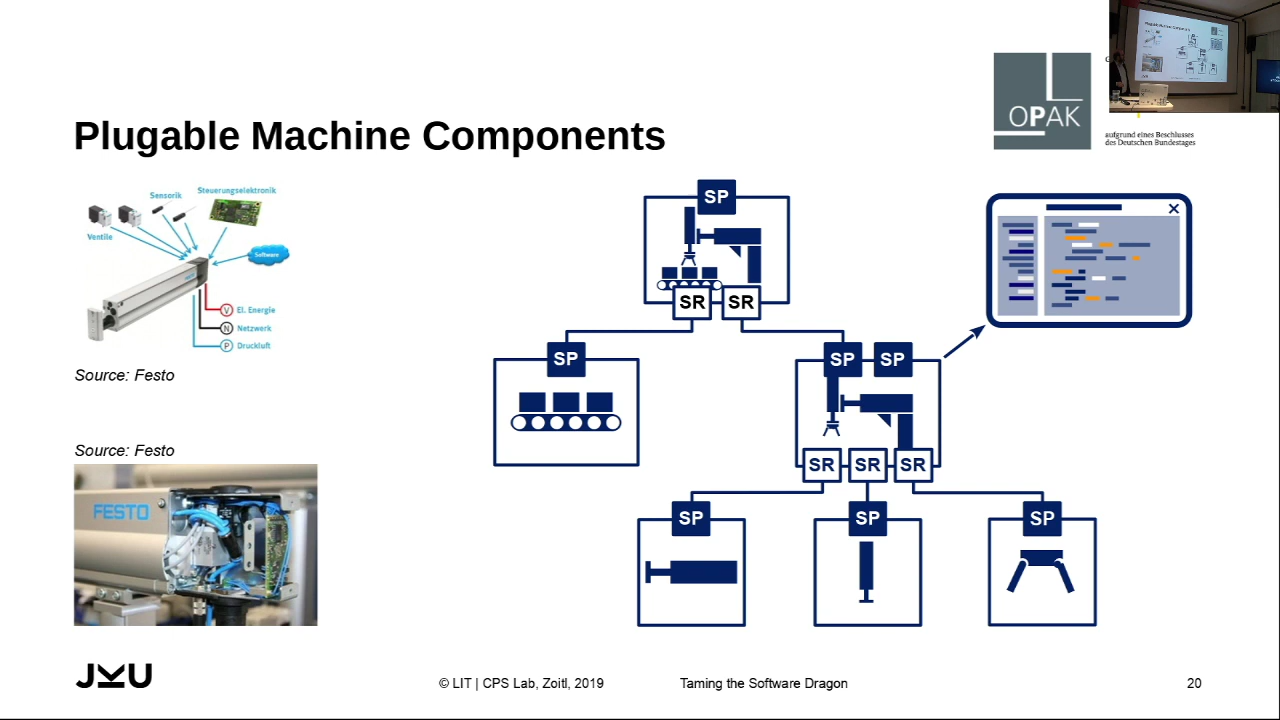 Plugable Machine Components
OPAK
aufgrund eines Beschlusses
des Deutschen Bundestages
Sensorik
Steuerungselektronik
Ventile
Software
FESTO
V El. Energie
N Netzwerk
P Druckluft
Source: Festo
Source: Festo
FESTO
SP
SR
SR
SP
SP
SP
SR
SR
SR
SP
SP
SP
JKU
© LIT | CPS Lab, Zoitl, 2019
Taming the Software Dragon
20